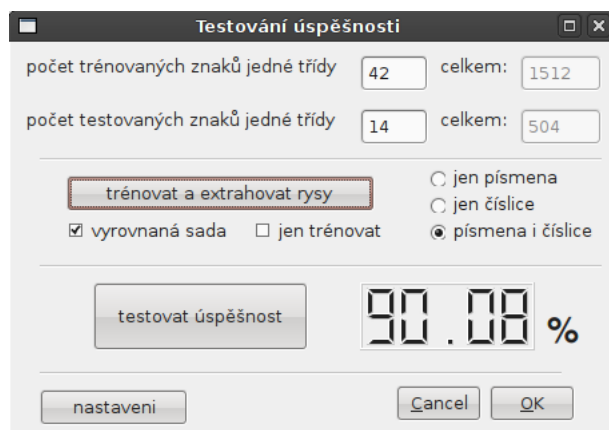 Testování úspěšnosti
počet trénovaných znaků jedné třídy 42 celkem: 1512
počet testovaných znaků jedné třídy 14 celkem: 504
trénovat a extrahovat rysy
jen písmena
jen číslice
vyrovnaná sada jen trénovat písmena i číslice
testovat úspěšnost 90.08 %
nastaveni Cancel OK